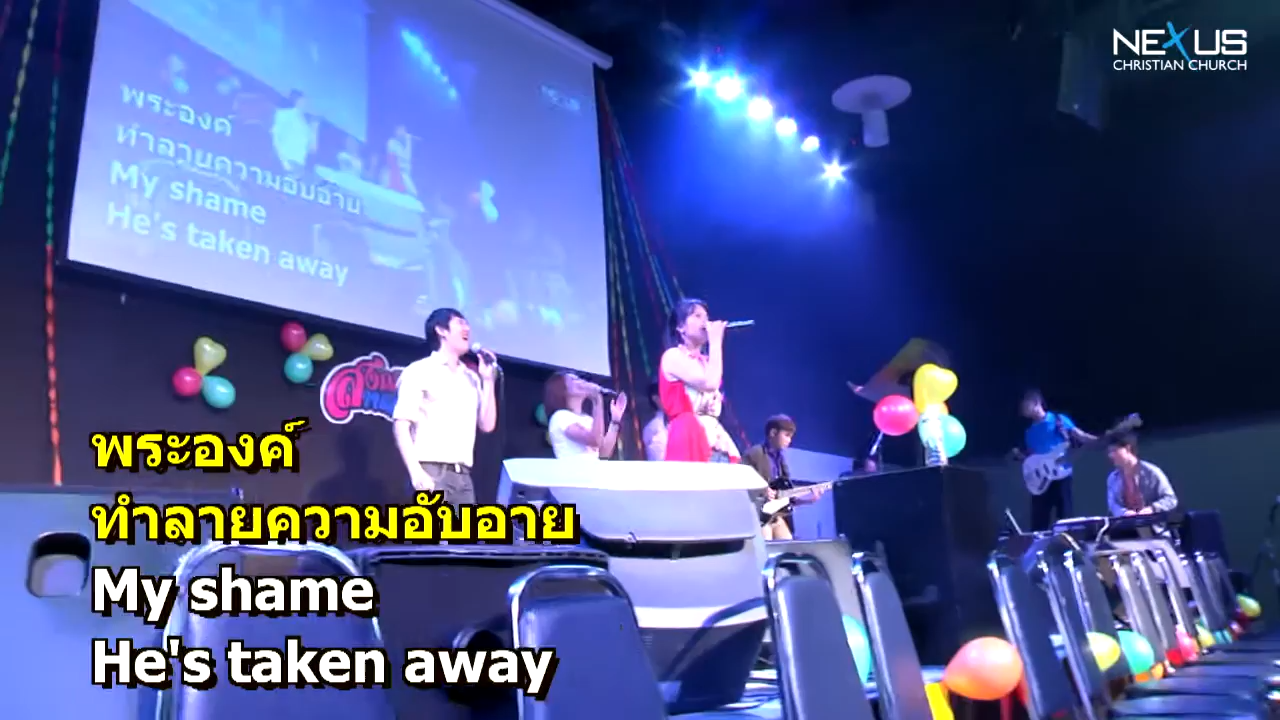 NEXUS
CHRISTIAN CHURCH
NEXUS
พระองค์
ทำลายความอับอาย
My shame
He's taken away
พระองค์
ทำลายความอับอาย
My shame
He's taken away